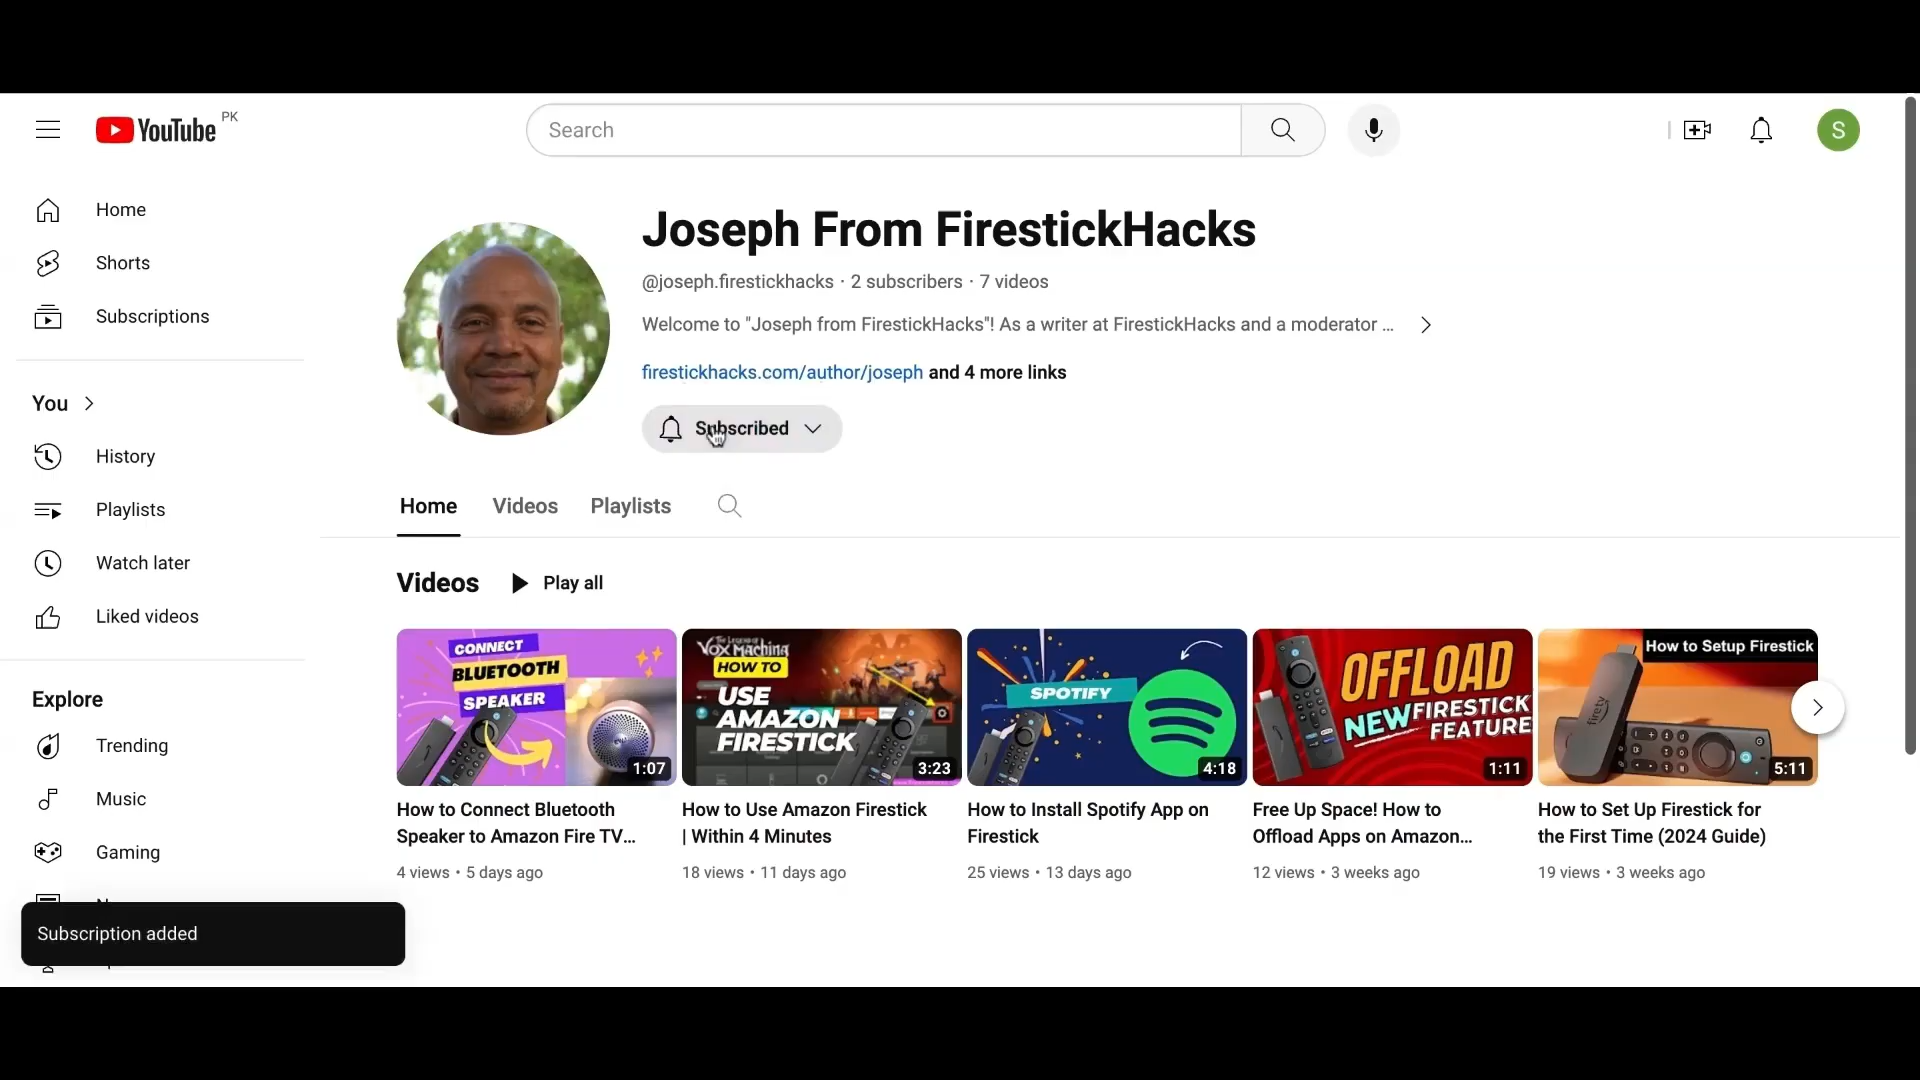 YouTube PK
Search
S
Home
Shorts
Subscriptions
You
History
Playlists
Watch later
Liked videos
Explore
Trending
Music
Gaming
Subscription added
Joseph From FirestickHacks
@joseph.firestickhacks · 2 subscribers · 7 videos
Welcome to "Joseph from FirestickHacks"! As a writer at FirestickHacks and a moderator ...
firestickhacks.com/author/joseph and 4 more links
Subscribed
Home Videos Playlists
Videos Play all
CONNECT
BLUETOOTH
SPEAKER
1:07
How to Connect Bluetooth
Speaker to Amazon Fire TV...
4 views • 5 days ago
The Legend of
VOX MACHINA
HOW TO
USE
AMAZON
FIRESTICK
3:23
How to Use Amazon Firestick
| Within 4 Minutes
18 views • 11 days ago
SPOTIFY
4:18
How to Install Spotify App on
Firestick
25 views • 13 days ago
OFFLOAD
NEW FIRESTICK
FEATURE
1:11
Free Up Space! How to
Offload Apps on Amazon...
12 views • 3 weeks ago
How to Setup Firestick
firetv
5:11
How to Set Up Firestick for
the First Time (2024 Guide)
19 views • 3 weeks ago